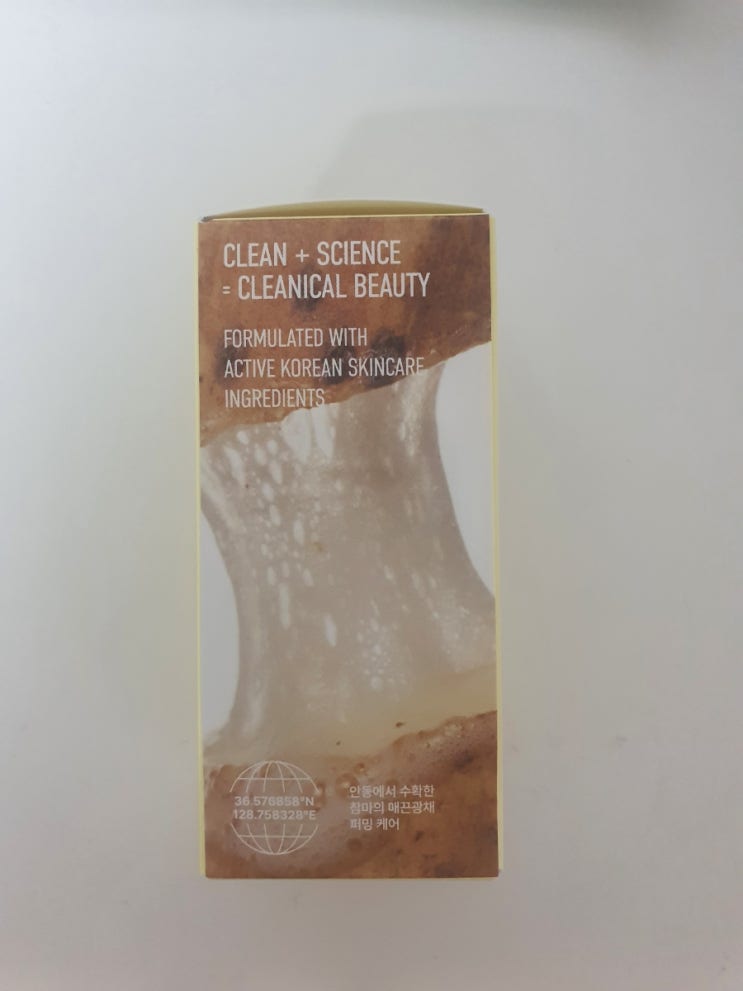 CLEAN + SCIENCE
= CLEANICAL BEAUTY
FORMULATED WITH
ACTIVE KOREAN SKINCARE
INGREDIENTS
36.576858°N
128.758328°E
안동에서 수확한
참마의 매끈광채
퍼밍 케어